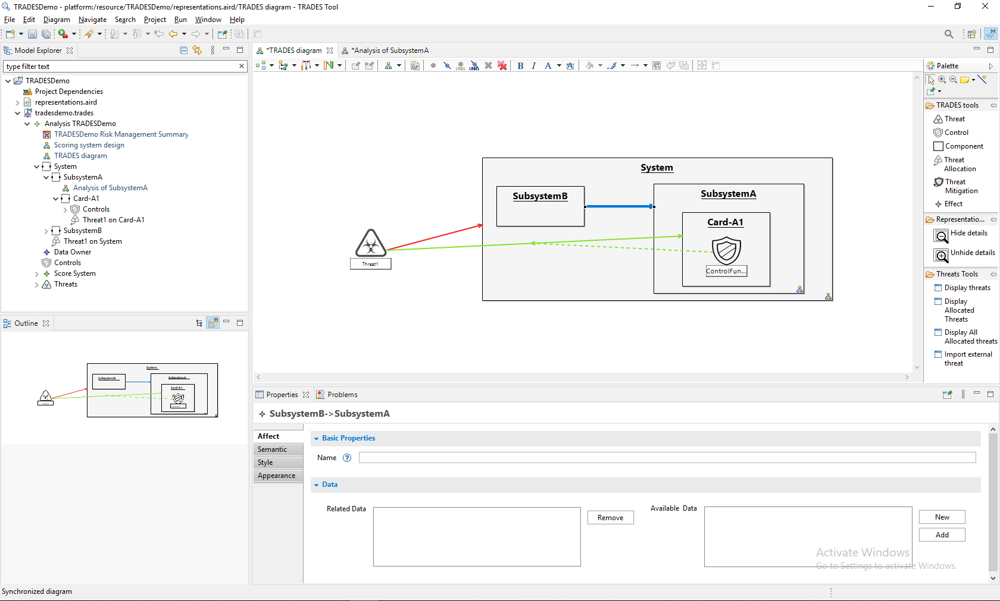 TRADESDemo - platform:/resource/TRADESDemo/representations.aird/TRADES diagram - TRADES Tool
File Edit Diagram Navigate Search Project Run Window Help
Model Explorer
type filter text
TRADESDemo
Project Dependencies
representations.aird
tradesdemo.trades
Analysis TRADESDemo
TRADESDemo Risk Management Summary
Scoring system design
TRADES diagram
System
SubsystemA
Analysis of SubsystemA
Card-A1
Controls
Threat1 on Card-A1
SubsystemB
Threat1 on System
Data Owner
Controls
Score System
Threats
Outline
System
SubsystemB
SubsystemA
Card-A1
*TRADES diagram
*Analysis of SubsystemA
LABEL LABEL
B I A A
System
SubsystemB
SubsystemA
Card-A1
ControlFun...
Threat1
Palette
TRADES tools
Threat
Control
Component
Threat
Allocation
Threat
Mitigation
Effect
Representatio...
Hide details
Unhide details
Threats Tools
Display threats
Display
Allocated
Threats
Display All
Allocated threats
Import external
threat
Properties
Problems
SubsystemB->SubsystemA
Affect
Semantic
Style
Appearance
Basic Properties
Name
Data
Related Data
Remove
Available Data
New
Add
Activate Windows
Go to Settings to activate Windows.
Synchronized diagram